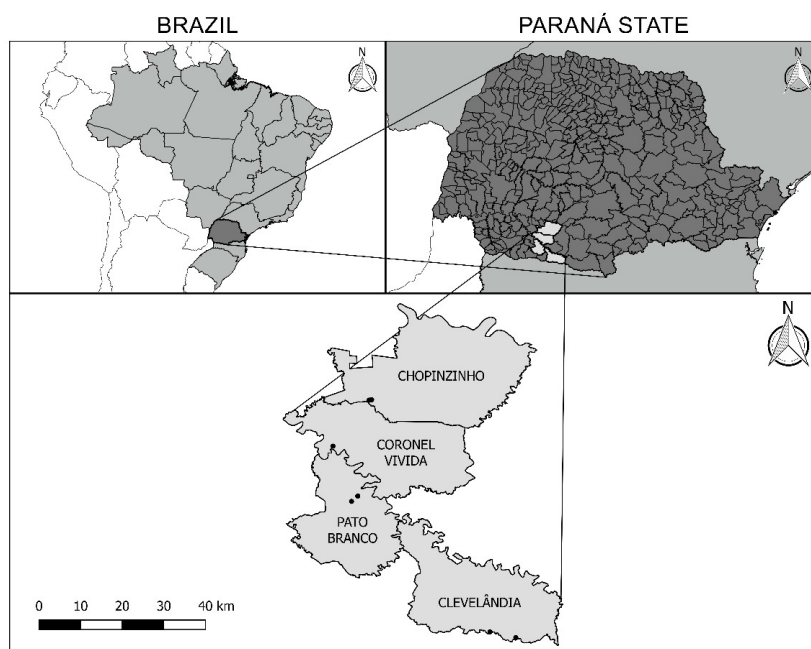 BRAZIL
PARANÁ STATE
N
N
N
CHOPINZINHO
CORONEL
VIVIDA
PATO
BRANCO
CLEVELÂNDIA
0 10 20 30 40 km